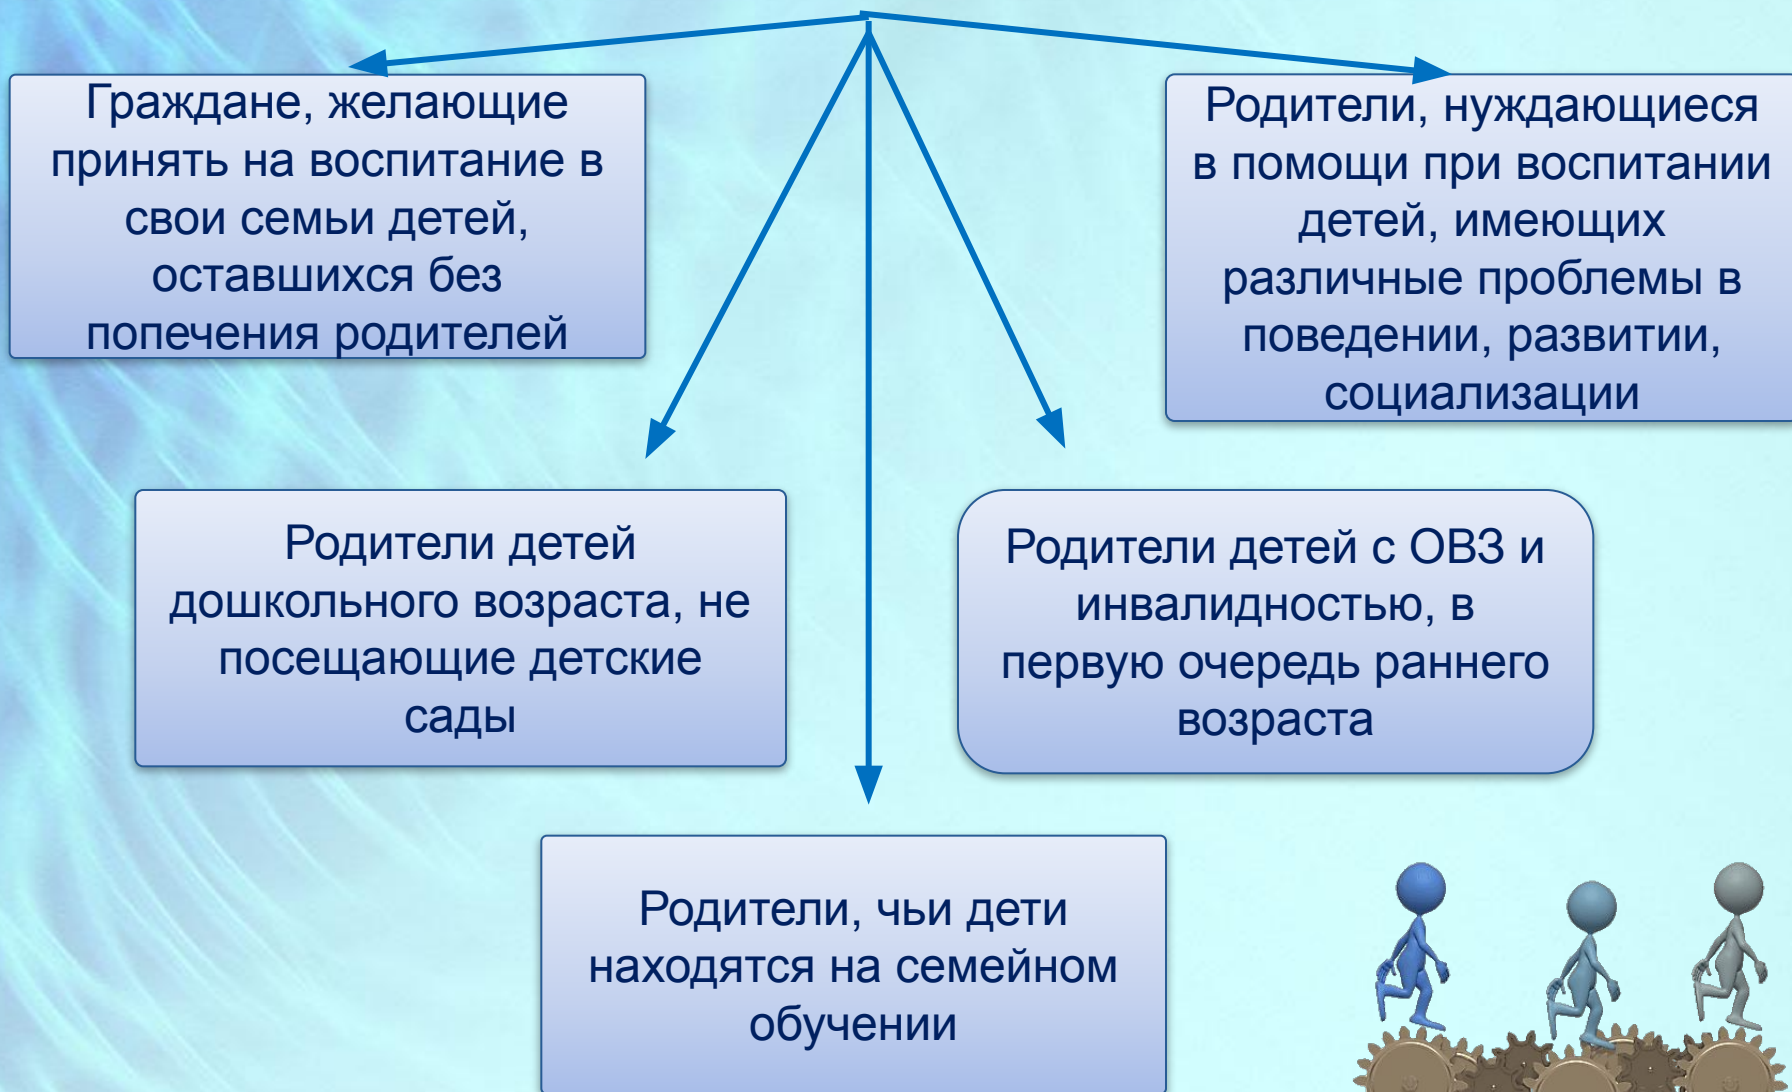 Граждане, желающие
принять на воспитание в
свои семьи детей,
оставшихся без
попечения родителей
Родители, нуждающиеся
в помощи при воспитании
детей, имеющих
различные проблемы в
поведении, развитии,
социализации
Родители детей
дошкольного возраста, не
посещающие детские
сады
Родители детей с ОВЗ и
инвалидностью, в
первую очередь раннего
возраста
Родители, чьи дети
находятся на семейном
обучении